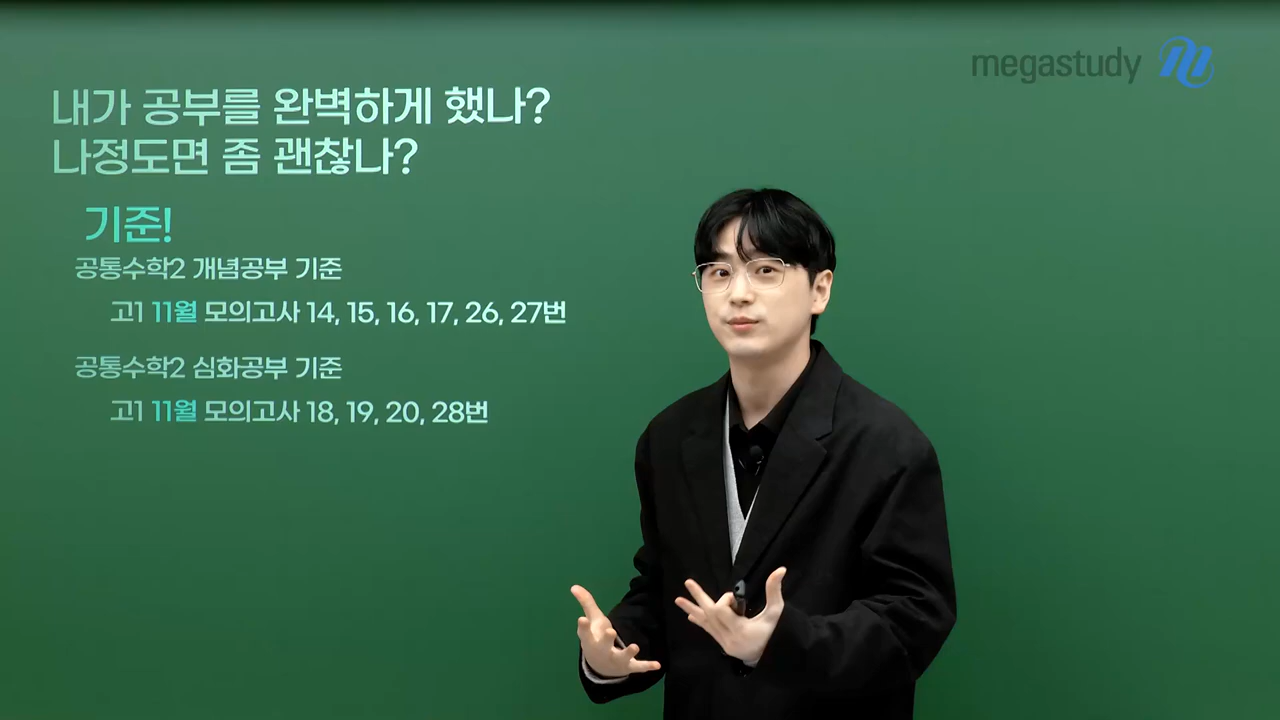 megastudy
내가 공부를 완벽하게 했나?
나정도면 좀 괜찮나?
기준!
공통수학2 개념공부 기준
고1 11월 모의고사 14, 15, 16, 17, 26, 27번
공통수학2 심화공부 기준
고1 11월 모의고사 18, 19, 20, 28번